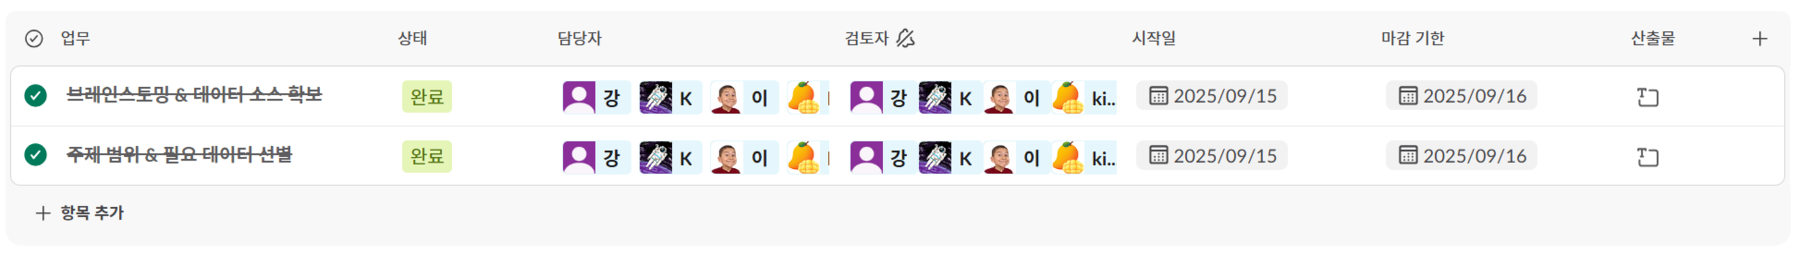 업무 상태 담당자 검토자 시작일 마감 기한 산출물
브레인스토밍 & 데이터 소스 확보 완료 강 K 이 강 K 이 ki.. 2025/09/15 2025/09/16
주제 범위 & 필요 데이터 선별 완료 강 K 이 강 K 이 ki.. 2025/09/15 2025/09/16
항목 추가